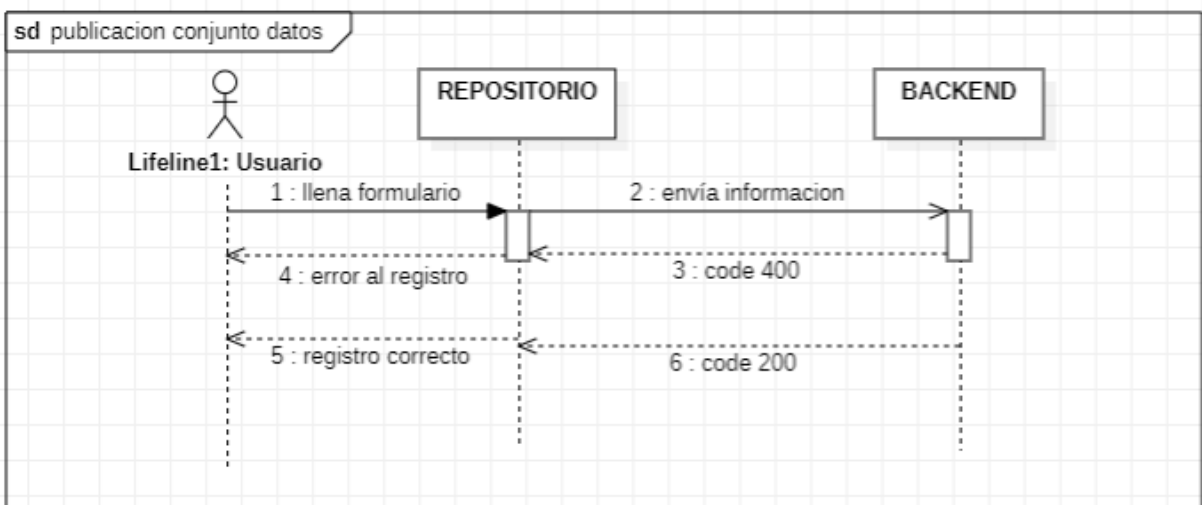 sd publicacion conjunto datos
REPOSITORIO
BACKEND
Lifeline1: Usuario
1 : llena formulario
2 : envía informacion
3 : code 400
4 : error al registro
5 : registro correcto
6 : code 200